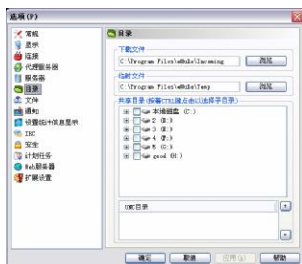 选项(P)
常规
显示
连接
代理服务器
服务器
目录
文件
通知
设置统计信息显示
IRC
安全
计划任务
Web服务器
扩展设置
目录
下载文件
C:\Program Files\eMule\Incoming
浏览
临时文件
C:\Program Files\eMule\Temp
浏览
共享目录(按着CTRL键点击以选择子目录)
本地磁盘 (C:)
2 (D:)
3 (E:)
4 (F:)
5 (G:)
good (H:)
UNC目录
确定
取消
应用(A)
帮助